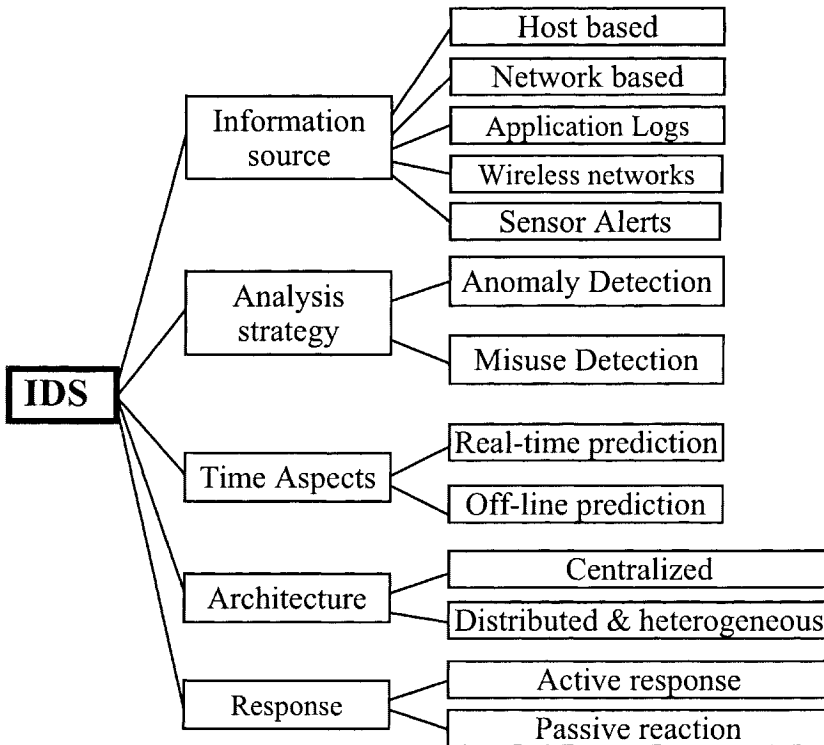 Host based
Network based
Information
source
Application Logs
Wireless networks
Sensor Alerts
Analysis
strategy
Anomaly Detection
Misuse Detection
IDS
Time Aspects
Real-time prediction
Off-line prediction
Architecture
Centralized
Distributed & heterogeneous
Response
Active response
Passive reaction